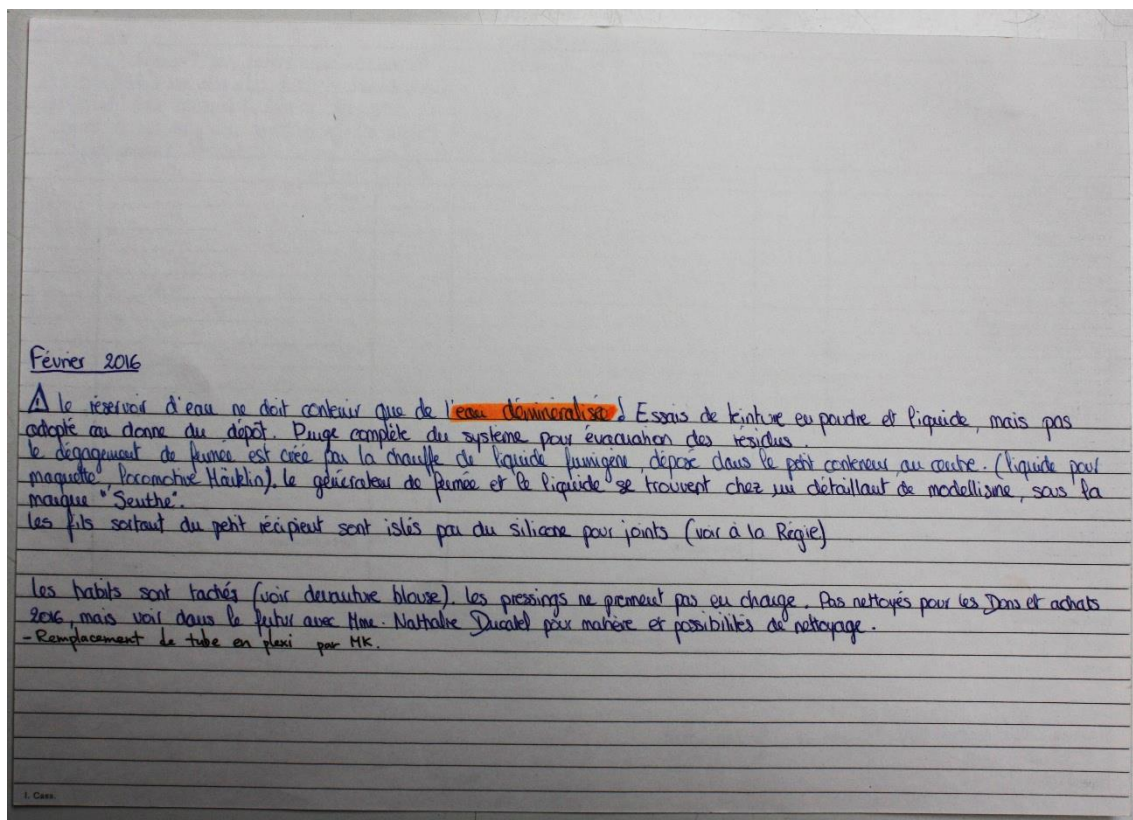 Février 2016
⚠ le réservoir d'eau ne doit contenir que de l'eau déminéralisée! Essais de teinture en poudre et liquide, mais pas
adopté car donne du dépôt. Purge complète du système pour évacuation des résidus.
le dégagement de fumée est créé par la chauffe de liquide fumigène, déposé dans le petit conteneur au centre. (liquide pour
maquette, locomotive Märklin). le générateur de fumée et le liquide se trouvent chez un détaillant de modélisme, sous la
marque "Seuthe".
les fils sortant du petit récipient sont islés par du silicone pour joints (voir à la Régie)
les habits sont tachés (voir devanture blouse). les pressings ne prennent pas en charge. Pas nettoyés pour les Dons et achats
2016, mais voir dans le futur avec Mme. Nathalie Ducatel pour matière et possibilités de nettoyage.
-Remplacement de tube en plexi par MK.